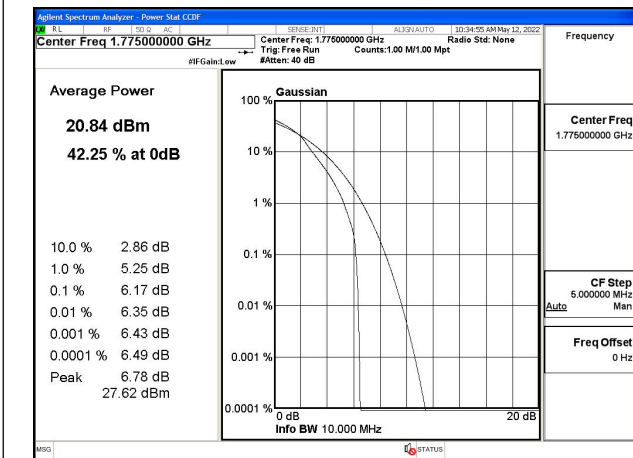 Agilent Spectrum Analyzer - Power Stat CCDF
RL RF 50 Ω AC SENSE:INT ALIGN AUTO 10:34:55 AM May 12, 2022
Center Freq 1.775000000 GHz
Center Freq: 1.775000000 GHz Radio Std: None
Trig: Free Run Counts:1.00 M/1.00 Mpt
#IFGain:Low #Atten: 40 dB
Frequency
Average Power
20.84 dBm
42.25 % at 0dB
10.0 % 2.86 dB
1.0 % 5.25 dB
0.1 % 6.17 dB
0.01 % 6.35 dB
0.001 % 6.43 dB
0.0001 % 6.49 dB
Peak 6.78 dB
27.62 dBm
Gaussian
100 %
10 %
1 %
0.1 %
0.01 %
0.001 %
0.0001 %
0 dB 20 dB
Info BW 10.000 MHz
Center Freq
1.775000000 GHz
CF Step
5.000000 MHz
Auto Man
Freq Offset
0 Hz
MSG STATUS